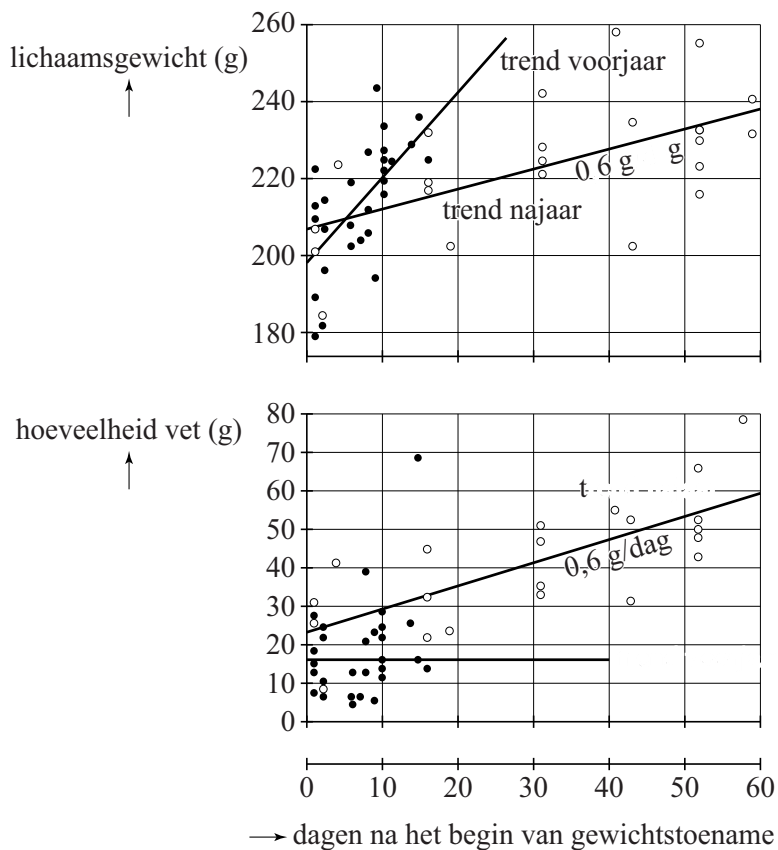 260
lichaamsgewicht (g)
trend voorjaar
240
220
0 6 g g
trend najaar
200
180
80
hoeveelheid vet (g)
70
60
t
50
0,6 g/dag
40
30
20
10
0
0 10 20 30 40 50 60
dagen na het begin van gewichtstoename